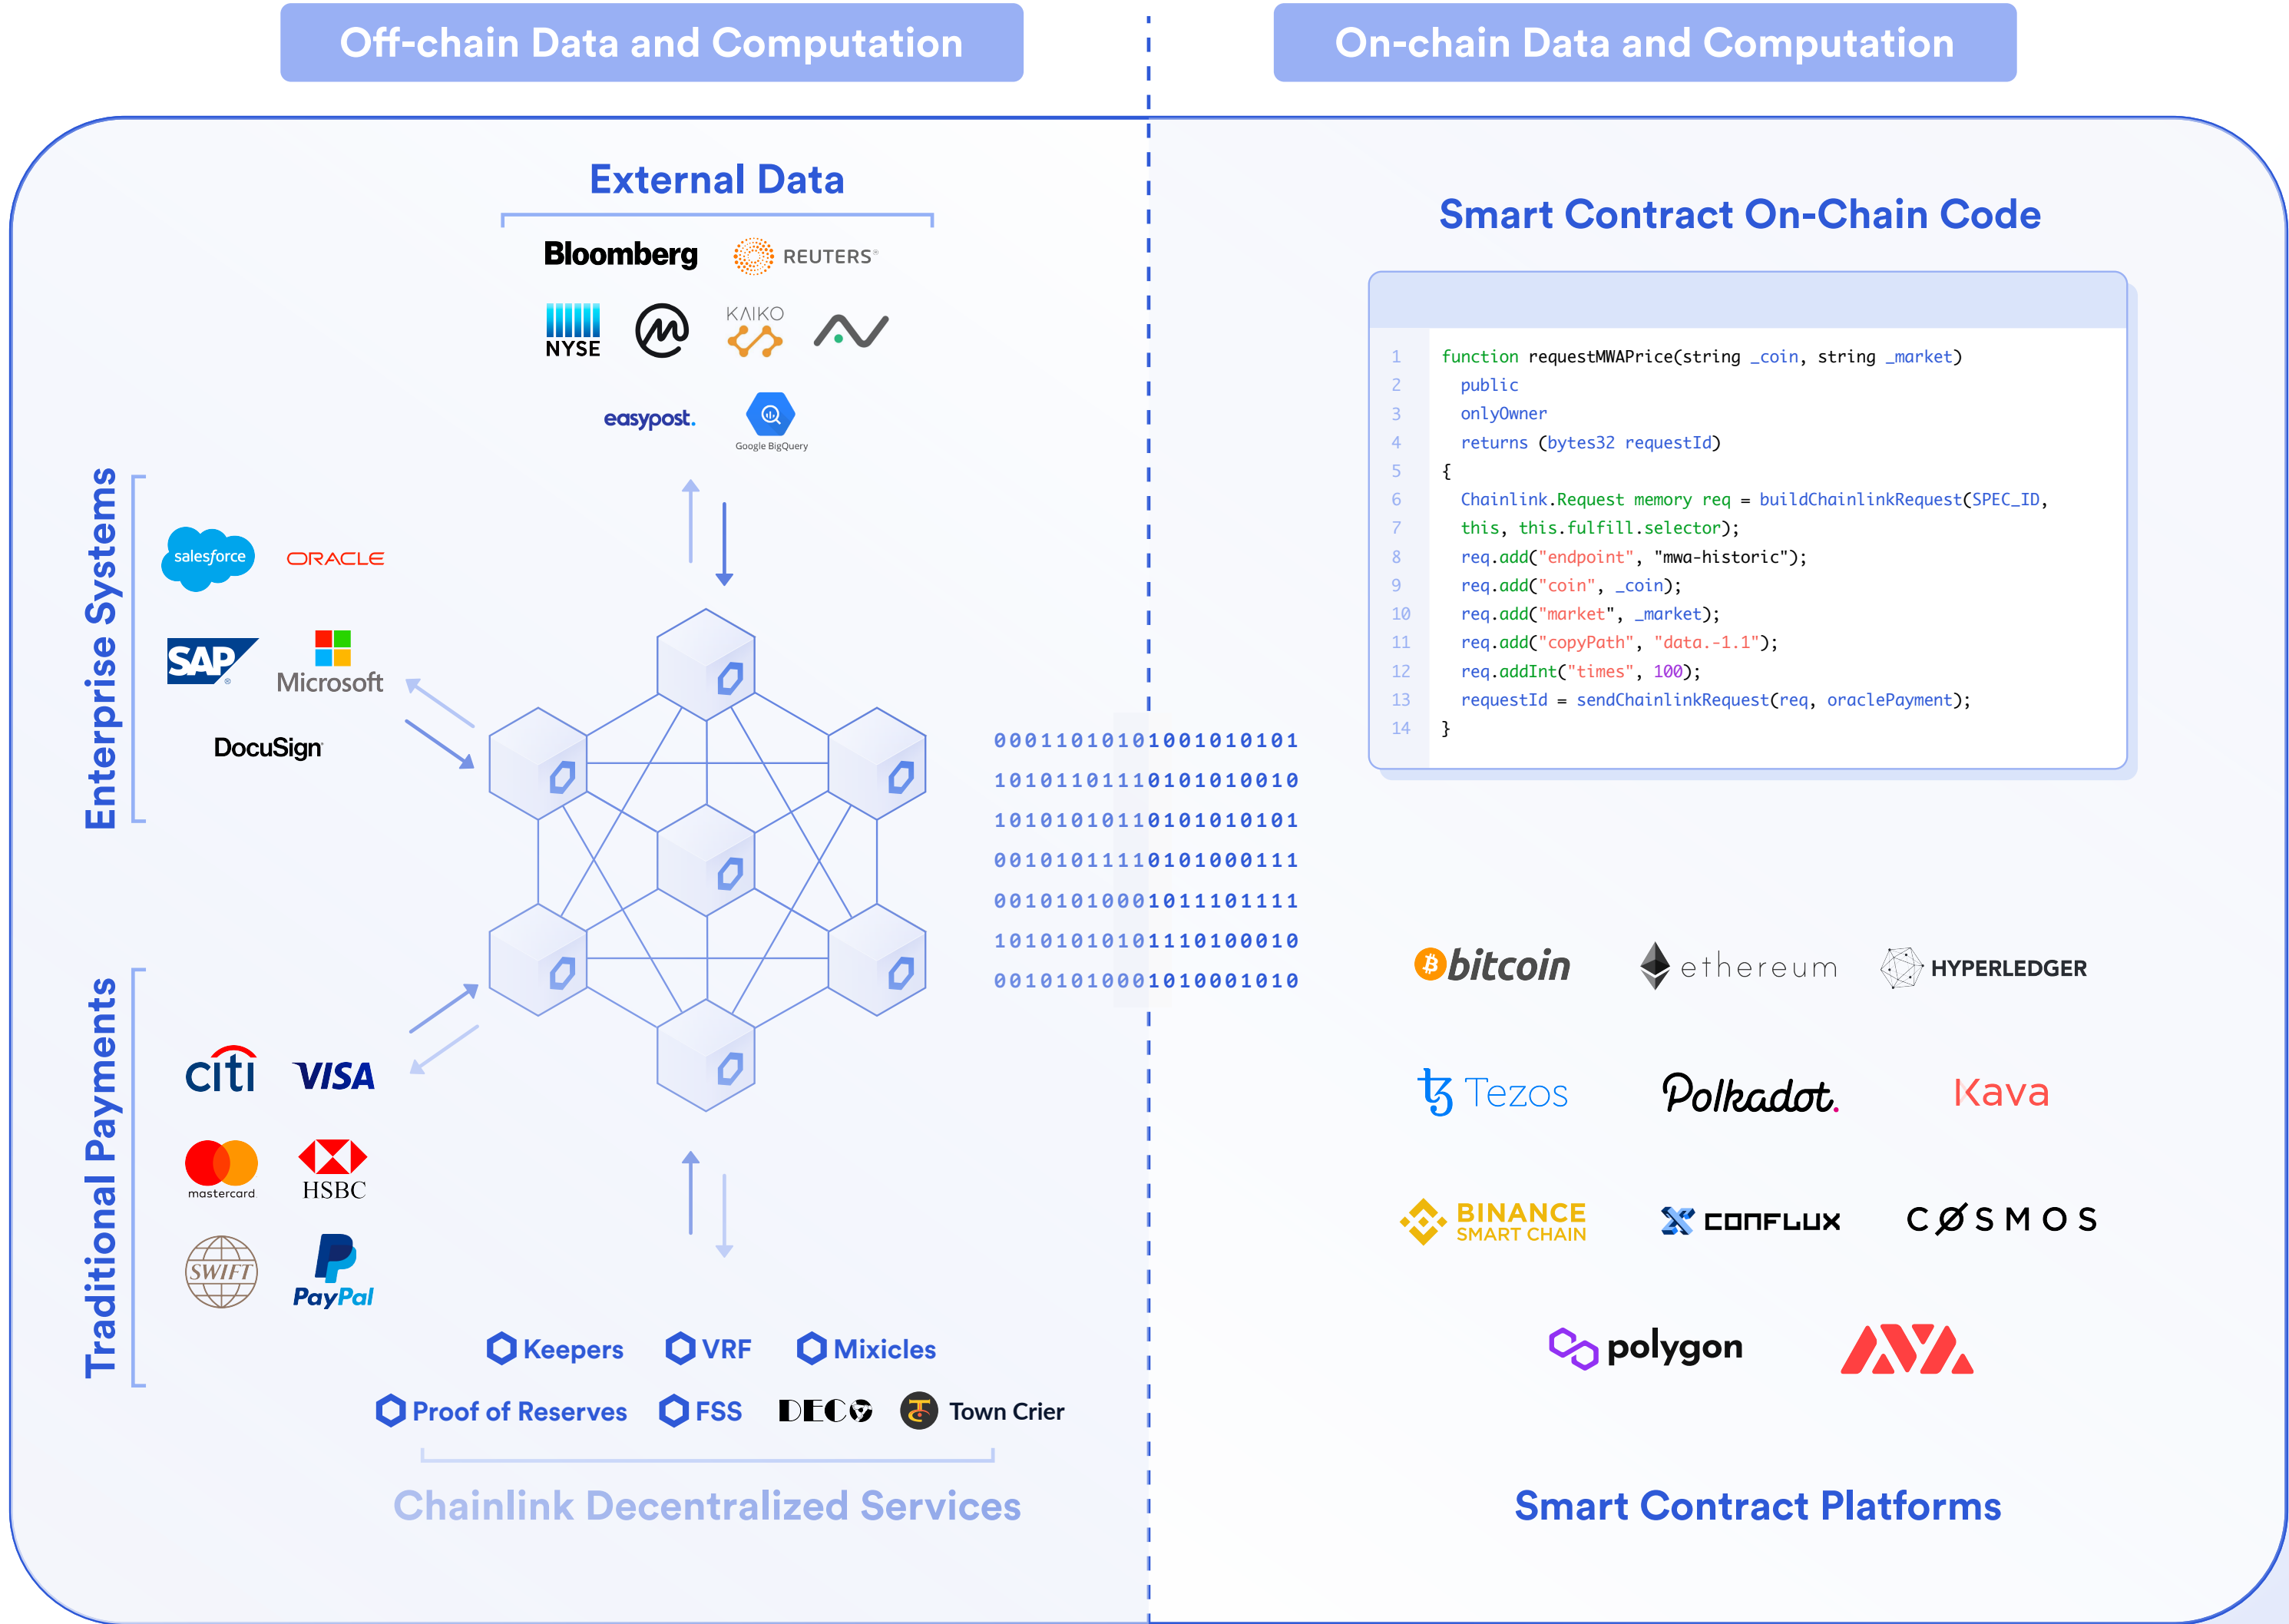 Off-chain Data and Computation
On-chain Data and Computation
External Data
Bloomberg
REUTERS®
NYSE
KAIKO
easypost.
Google BigQuery
Enterprise Systems
salesforce
ORACLE
SAP®
Microsoft
DocuSign
Traditional Payments
citi
VISA
mastercard
HSBC
SWIFT
PayPal
Keepers
VRF
Mixicles
Proof of Reserves
FSS
DECO
Town Crier
Chainlink Decentralized Services
00011010101001010101
10101101110101010010
10101010110101010101
00101011110101000111
00101010001011101111
10101010101110100010
00101010001010001010
Smart Contract On-Chain Code
1 function requestMWAPrice(string _coin, string _market)
2 public
3 onlyOwner
4 returns (bytes32 requestId)
5 {
6 Chainlink.Request memory req = buildChainlinkRequest(SPEC_ID,
7 this, this.fulfill.selector);
8 req.add("endpoint", "mwa-historic");
9 req.add("coin", _coin);
10 req.add("market", _market);
11 req.add("copyPath", "data.-1.1");
12 req.addInt("times", 100);
13 requestId = sendChainlinkRequest(req, oraclePayment);
14 }
bitcoin
ethereum
HYPERLEDGER
Tezos
Polkadot.
Kava
BINANCE
SMART CHAIN
CONFLUX
CØSMOS
polygon
AVA
Smart Contract Platforms